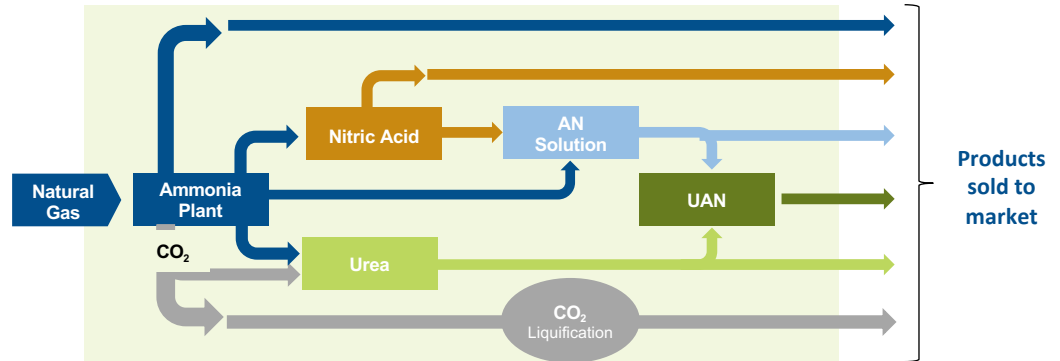 Natural
Gas
Ammonia
Plant
CO₂
Nitric Acid
Urea
AN
Solution
UAN
CO₂
Liquification
Products
sold to
market